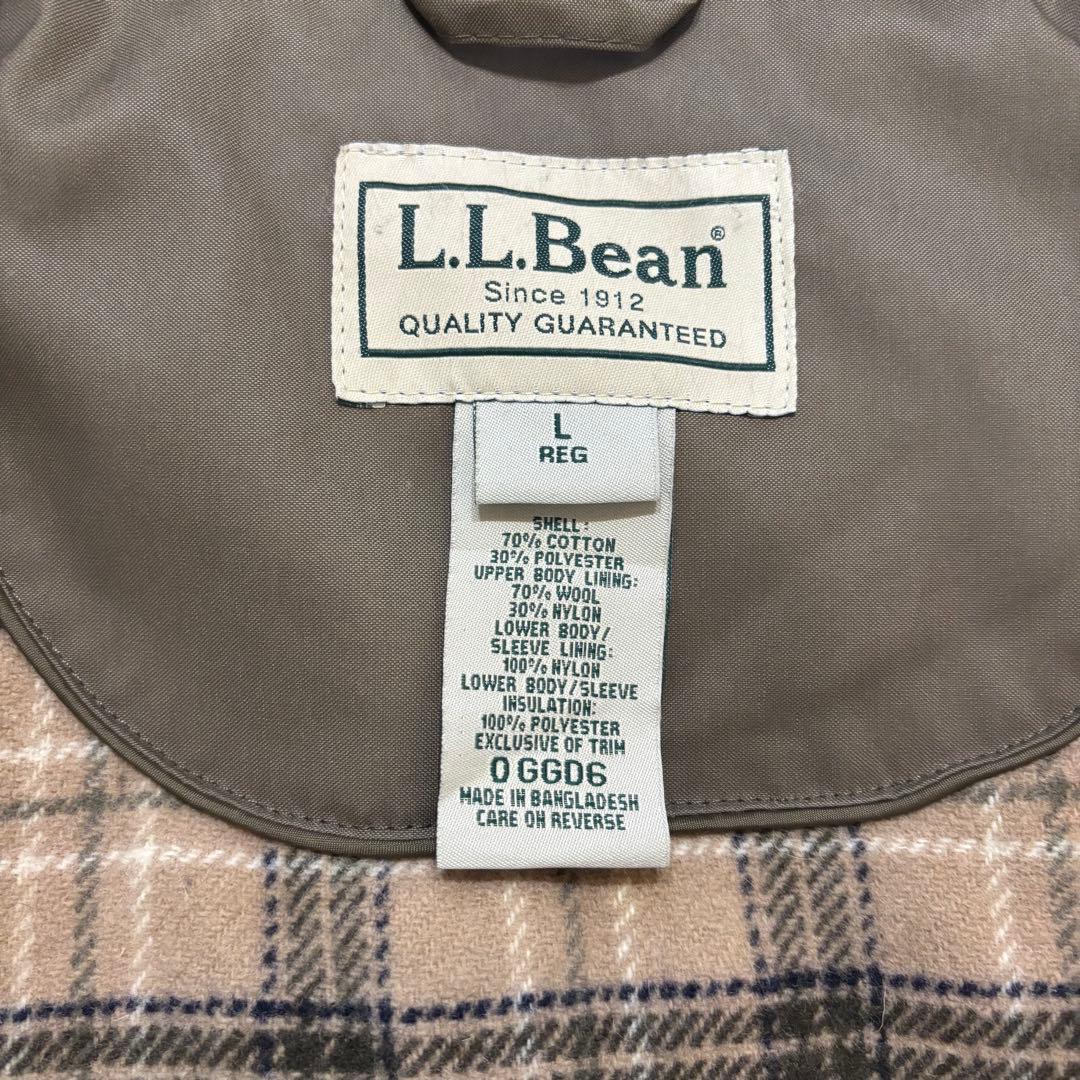 L.L.Bean®
Since 1912
QUALITY GUARANTEED
L
REG
SHELL:
70% COTTON
30% POLYESTER
UPPER BODY LINING:
70% WOOL
30% NYLON
LOWER BODY/
SLEEVE LINING:
100% NYLON
LOWER BODY/SLEEVE
INSULATION:
100% POLYESTER
EXCLUSIVE OF TRIM
0 GGD6
MADE IN BANGLADESH
CARE ON REVERSE